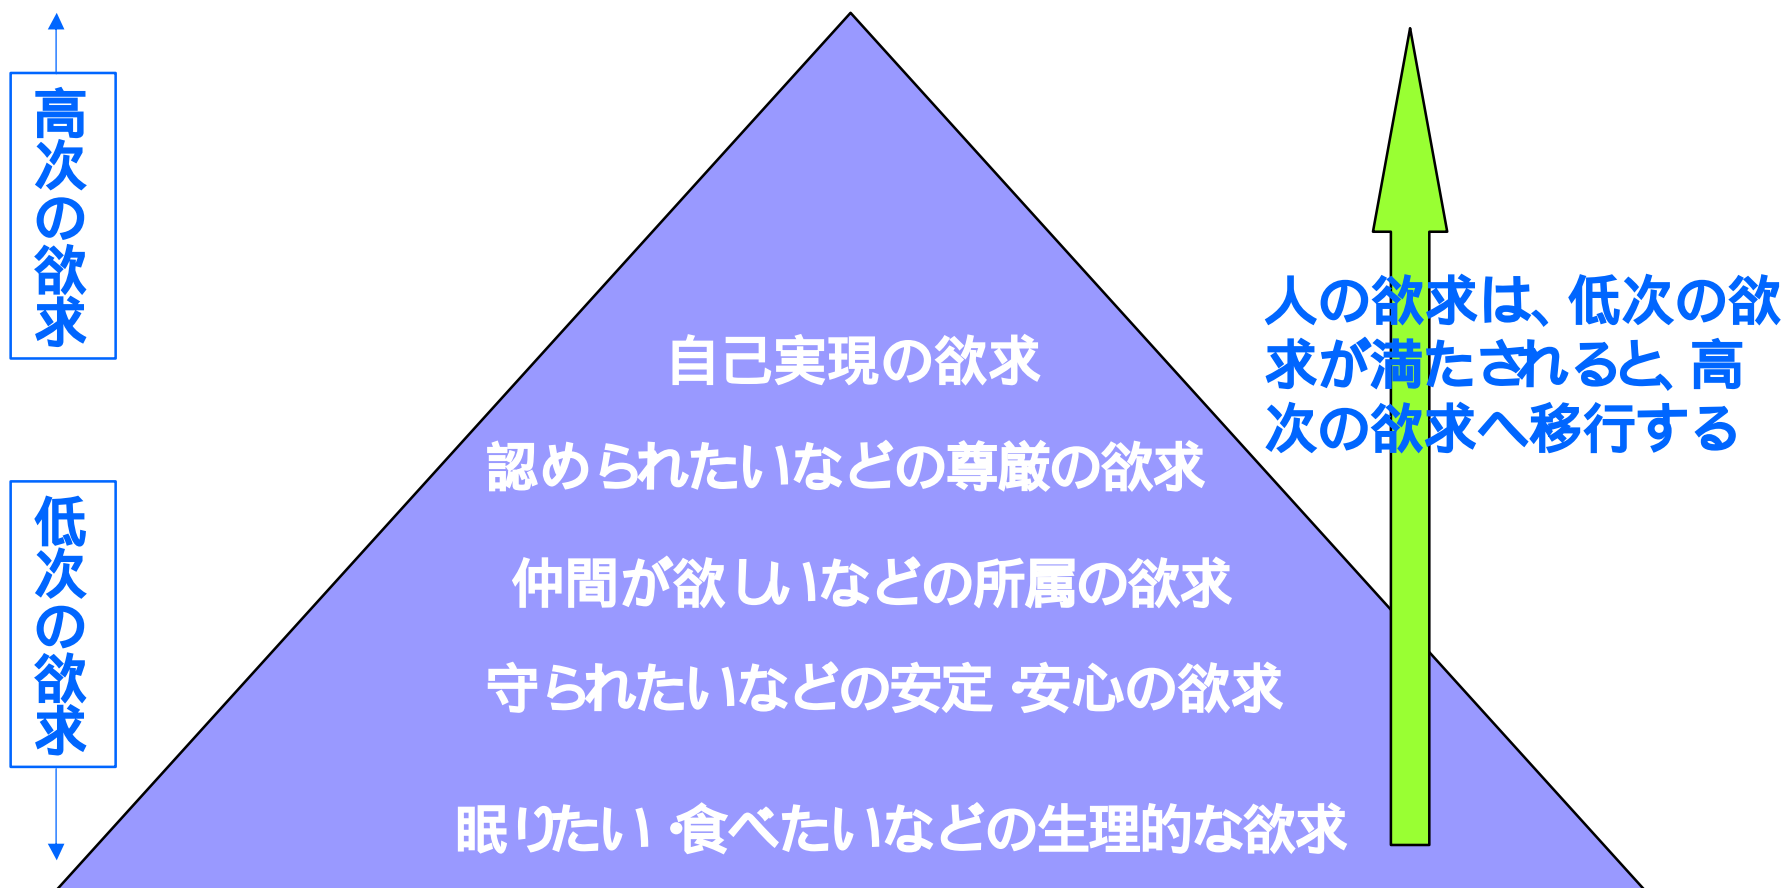 高次の欲求
低次の欲求
自己実現の欲求
認められたいなどの尊厳の欲求
仲間が欲しいなどの所属の欲求
守られたいなどの安定・安心の欲求
眠りたい・食べたいなどの生理的な欲求
人の欲求は、低次の欲
求が満たされると、高
次の欲求へ移行する